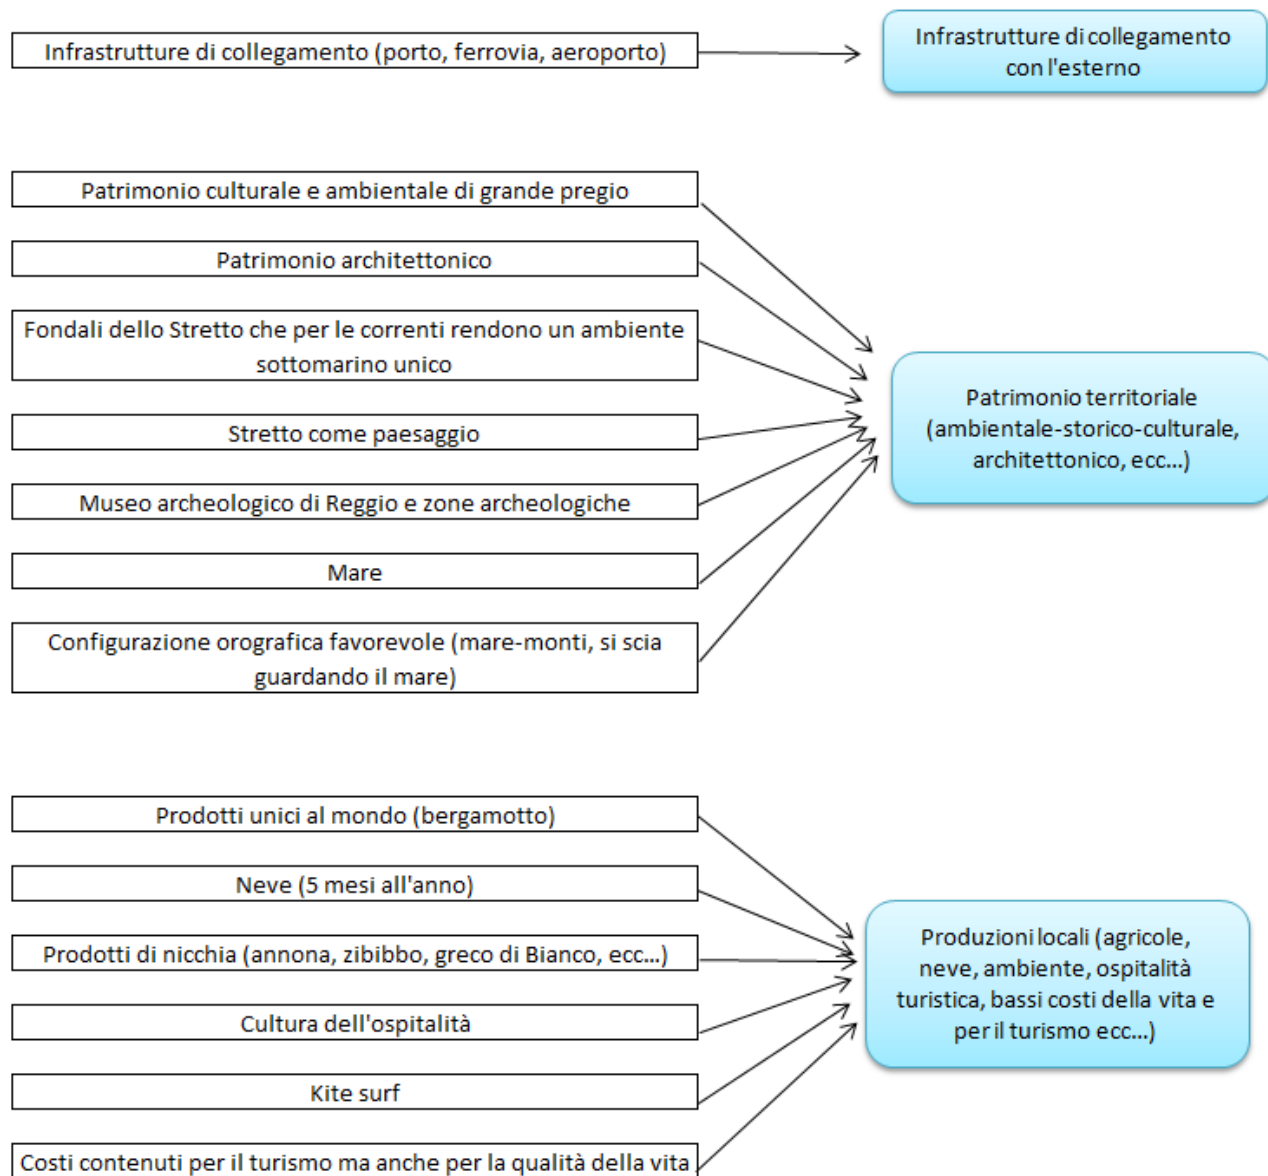 Infrastrutture di collegamento (porto, ferrovia, aeroporto)
Infrastrutture di collegamento
con l'esterno
Patrimonio culturale e ambientale di grande pregio
Patrimonio architettonico
Fondali dello Stretto che per le correnti rendono un ambiente
sottomarino unico
Stretto come paesaggio
Museo archeologico di Reggio e zone archeologiche
Mare
Configurazione orografica favorevole (mare-monti, si scia
guardando il mare)
Patrimonio territoriale
(ambientale-storico-culturale,
architettonico, ecc...)
Prodotti unici al mondo (bergamotto)
Neve (5 mesi all'anno)
Prodotti di nicchia (annona, zibibbo, greco di Bianco, ecc...)
Cultura dell'ospitalità
Kite surf
Costi contenuti per il turismo ma anche per la qualità della vita
Produzioni locali (agricole,
neve, ambiente, ospitalità
turistica, bassi costi della vita e
per il turismo ecc...)